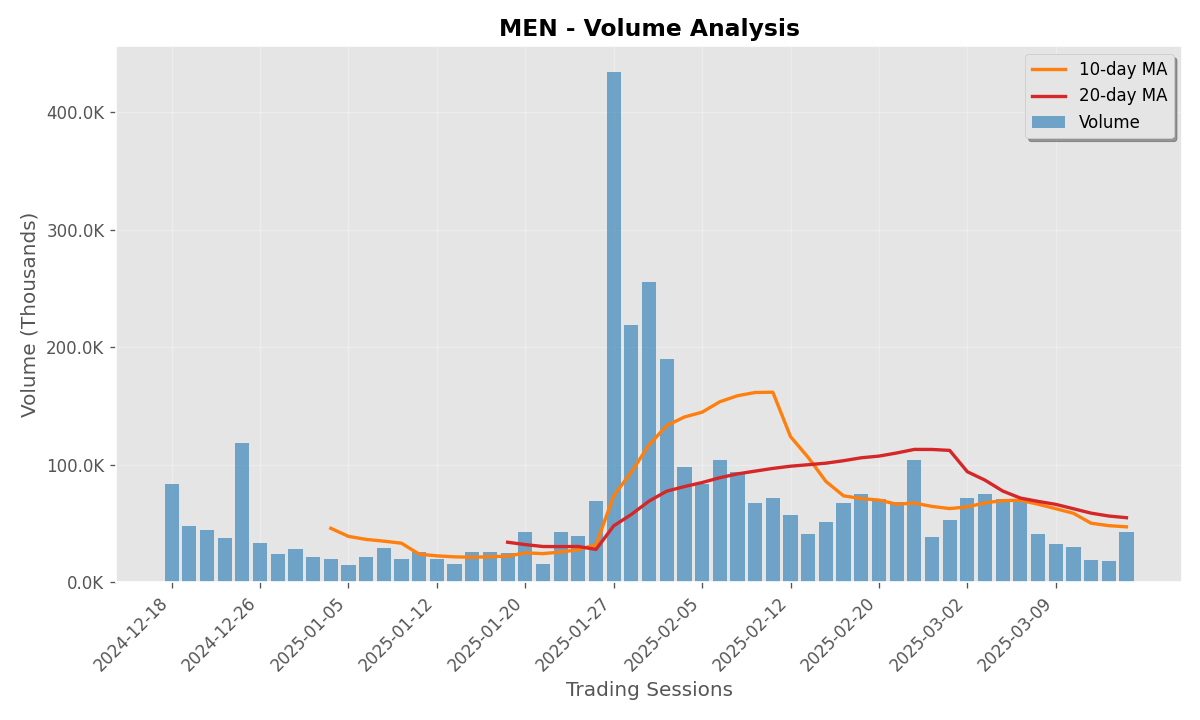 MEN - Volume Analysis
10-day MA
20-day MA
Volume
Volume (Thousands)
400.0K
300.0K
200.0K
100.0K
0.0K
2024-12-18
2024-12-26
2025-01-05
2025-01-12
2025-01-20
2025-01-27
2025-02-05
2025-02-12
2025-02-20
2025-03-02
2025-03-09
Trading Sessions